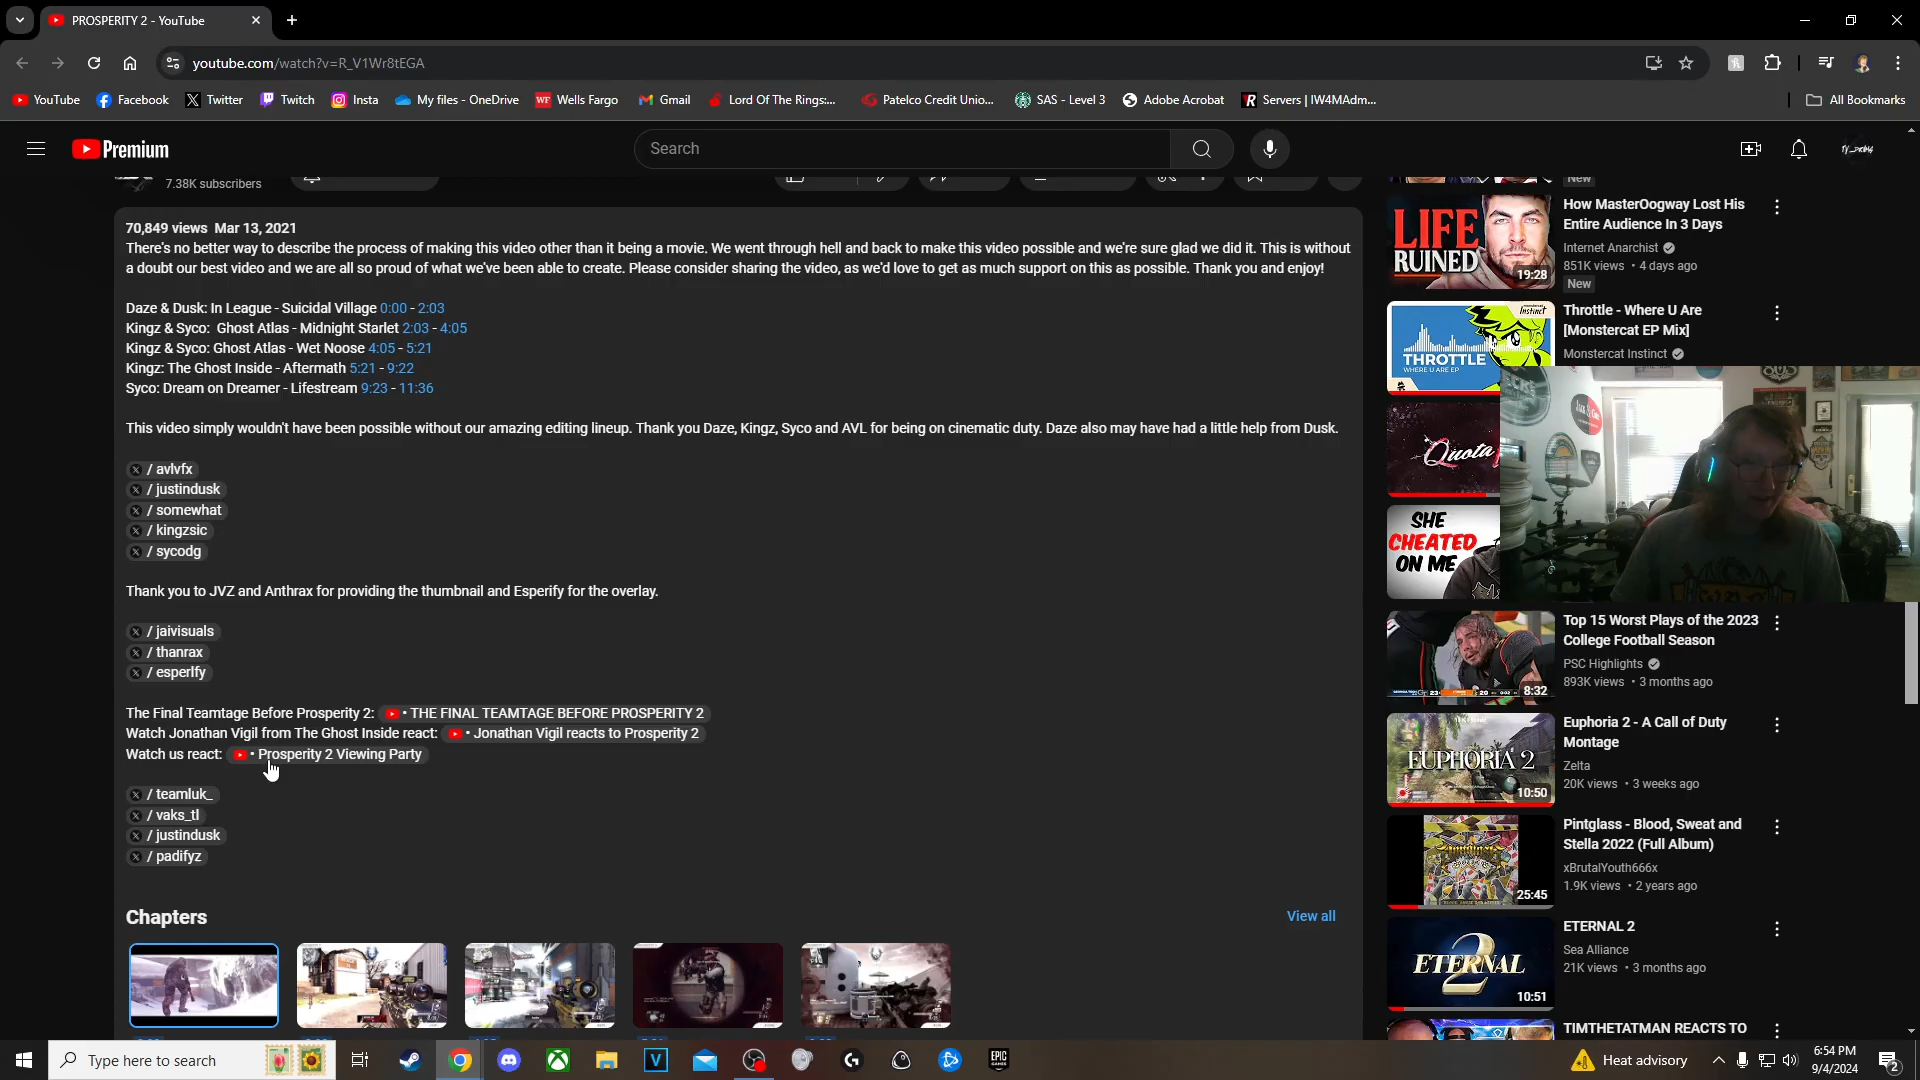 PROSPERITY 2 - YouTube
youtube.com/watch?v=R_V1Wr8tEGA
YouTube
Facebook
Twitter
Twitch
Insta
My files - OneDrive
WF Wells Fargo
Gmail
Lord Of The Rings:...
Patelco Credit Unio...
SAS - Level 3
Adobe Acrobat
Servers | IW4MAdm...
All Bookmarks
Premium
Search
7.38K subscribers
70,849 views Mar 13, 2021
There's no better way to describe the process of making this video other than it being a movie. We went through hell and back to make this video possible and we're sure glad we did it. This is without
a doubt our best video and we are all so proud of what we've been able to create. Please consider sharing the video, as we'd love to get as much support on this as possible. Thank you and enjoy!
Daze & Dusk: In League - Suicidal Village 0:00 - 2:03
Kingz & Syco: Ghost Atlas - Midnight Starlet 2:03 - 4:05
Kingz & Syco: Ghost Atlas - Wet Noose 4:05 - 5:21
Kingz: The Ghost Inside - Aftermath 5:21 - 9:22
Syco: Dream on Dreamer - Lifestream 9:23 - 11:36
This video simply wouldn't have been possible without our amazing editing lineup. Thank you Daze, Kingz, Syco and AVL for being on cinematic duty. Daze also may have had a little help from Dusk.
/ avlvfx
/ justindusk
/ somewhat
/ kingzsic
/ sycodg
Thank you to JVZ and Anthrax for providing the thumbnail and Esperify for the overlay.
/ jaivisuals
/ thanrax
/ esperlfy
The Final Teamtage Before Prosperity 2: • THE FINAL TEAMTAGE BEFORE PROSPERITY 2
Watch Jonathan Vigil from The Ghost Inside react: • Jonathan Vigil reacts to Prosperity 2
Watch us react: • Prosperity 2 Viewing Party
/ teamluk_
/ vaks_tl
/ justindusk
/ padifyz
Chapters
View all
New
LIFE
RUINED
19:28
How MasterOogway Lost His
Entire Audience In 3 Days
Internet Anarchist
851K views • 4 days ago
New
Instinct
THROTTLE
WHERE U ARE EP
Throttle - Where U Are
[Monstercat EP Mix]
Monstercat Instinct
Quota
SHE
CHEATED
ON ME
8:32
Top 15 Worst Plays of the 2023
College Football Season
PSC Highlights
893K views • 3 months ago
EUPHORIA 2
10:50
Euphoria 2 - A Call of Duty
Montage
Zelta
20K views • 3 weeks ago
25:45
Pintglass - Blood, Sweat and
Stella 2022 (Full Album)
xBrutalYouth666x
1.9K views • 2 years ago
2
ETERNAL
10:51
ETERNAL 2
Sea Alliance
21K views • 3 months ago
TIMTHETATMAN REACTS TO
Type here to search
EPIC GAMES
Heat advisory
6:54 PM
9/4/2024
2